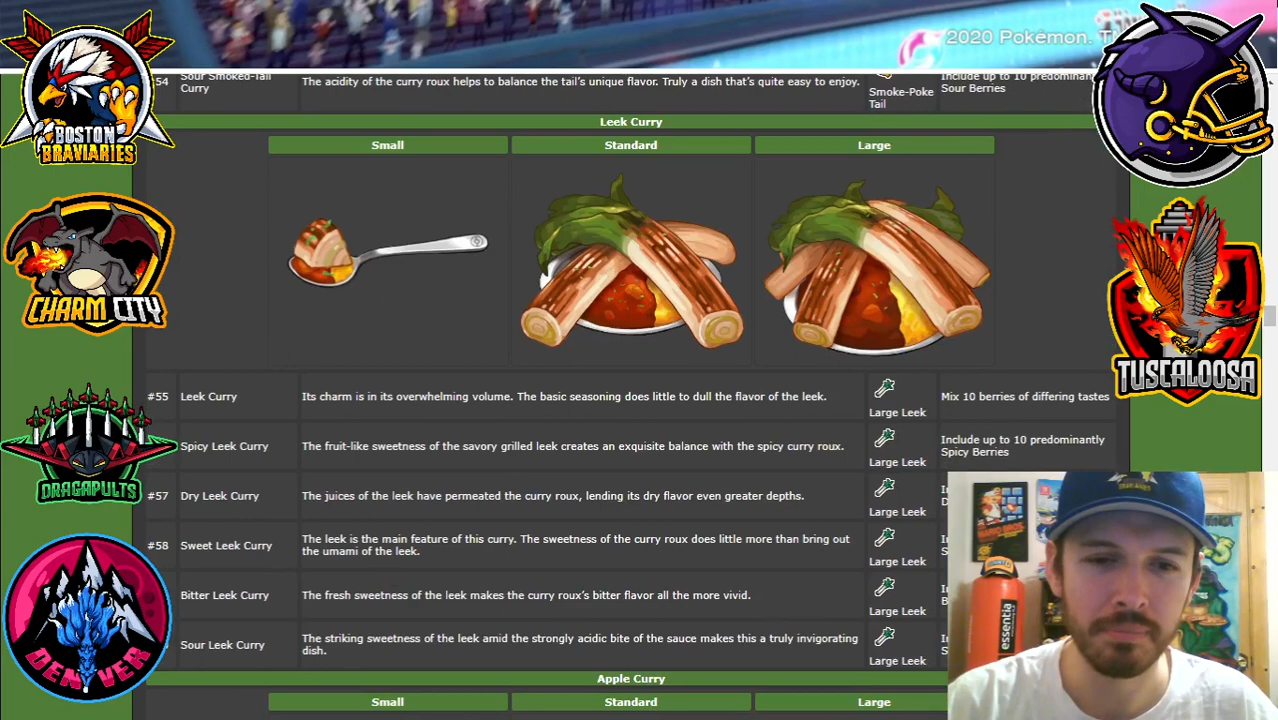 2020 Pokémon. T
54
Sour Smoked-Tail
Curry
The acidity of the curry roux helps to balance the tail's unique flavor. Truly a dish that's quite easy to enjoy.
Smoke-Poke
Tail
Include up to 10
Sour Berries
Leek Curry
Small
Standard
Large
#55
Leek Curry
Its charm is in its overwhelming volume. The basic seasoning does little to dull the flavor of the leek.
Large Leek
Mix 10 berries of differing tastes
Spicy Leek Curry
The fruit-like sweetness of the savory grilled leek creates an exquisite balance with the spicy curry roux.
Large Leek
Include up to 10 predominantly
Spicy Berries
#57
Dry Leek Curry
The juices of the leek have permeated the curry roux, lending its dry flavor even greater depths.
Large Leek
#58
Sweet Leek Curry
The leek is the main feature of this curry. The sweetness of the curry roux does little more than bring out
the umami of the leek.
Large Leek
Bitter Leek Curry
The fresh sweetness of the leek makes the curry roux's bitter flavor all the more vivid.
Large Leek
Sour Leek Curry
The striking sweetness of the leek amid the strongly acidic bite of the sauce makes this a truly invigorating
dish.
Large Leek
Apple Curry
Small
Standard
Large
BOSTON
BRAVIARIES
CHARM CITY
DRAGAPULTS
DENVER
TUSCALOOSA
essentia